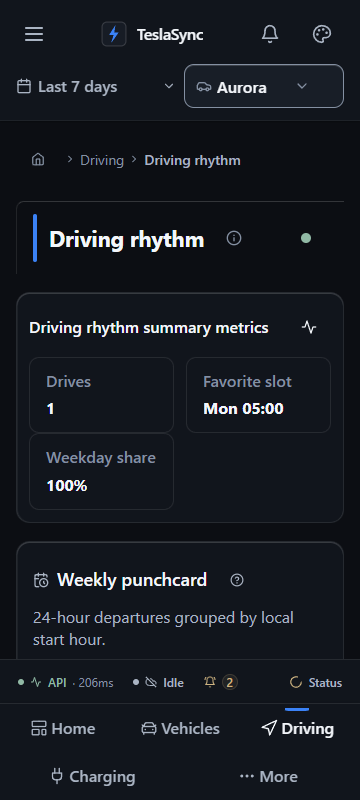 TeslaSync
Last 7 days
Aurora
Driving
Driving rhythm
Driving rhythm
Driving rhythm summary metrics
Drives
1
Favorite slot
Mon 05:00
Weekday share
100%
Weekly punchcard
24-hour departures grouped by local
start hour.
API · 206ms
Idle
2
Status
Home
Vehicles
Driving
Charging
More